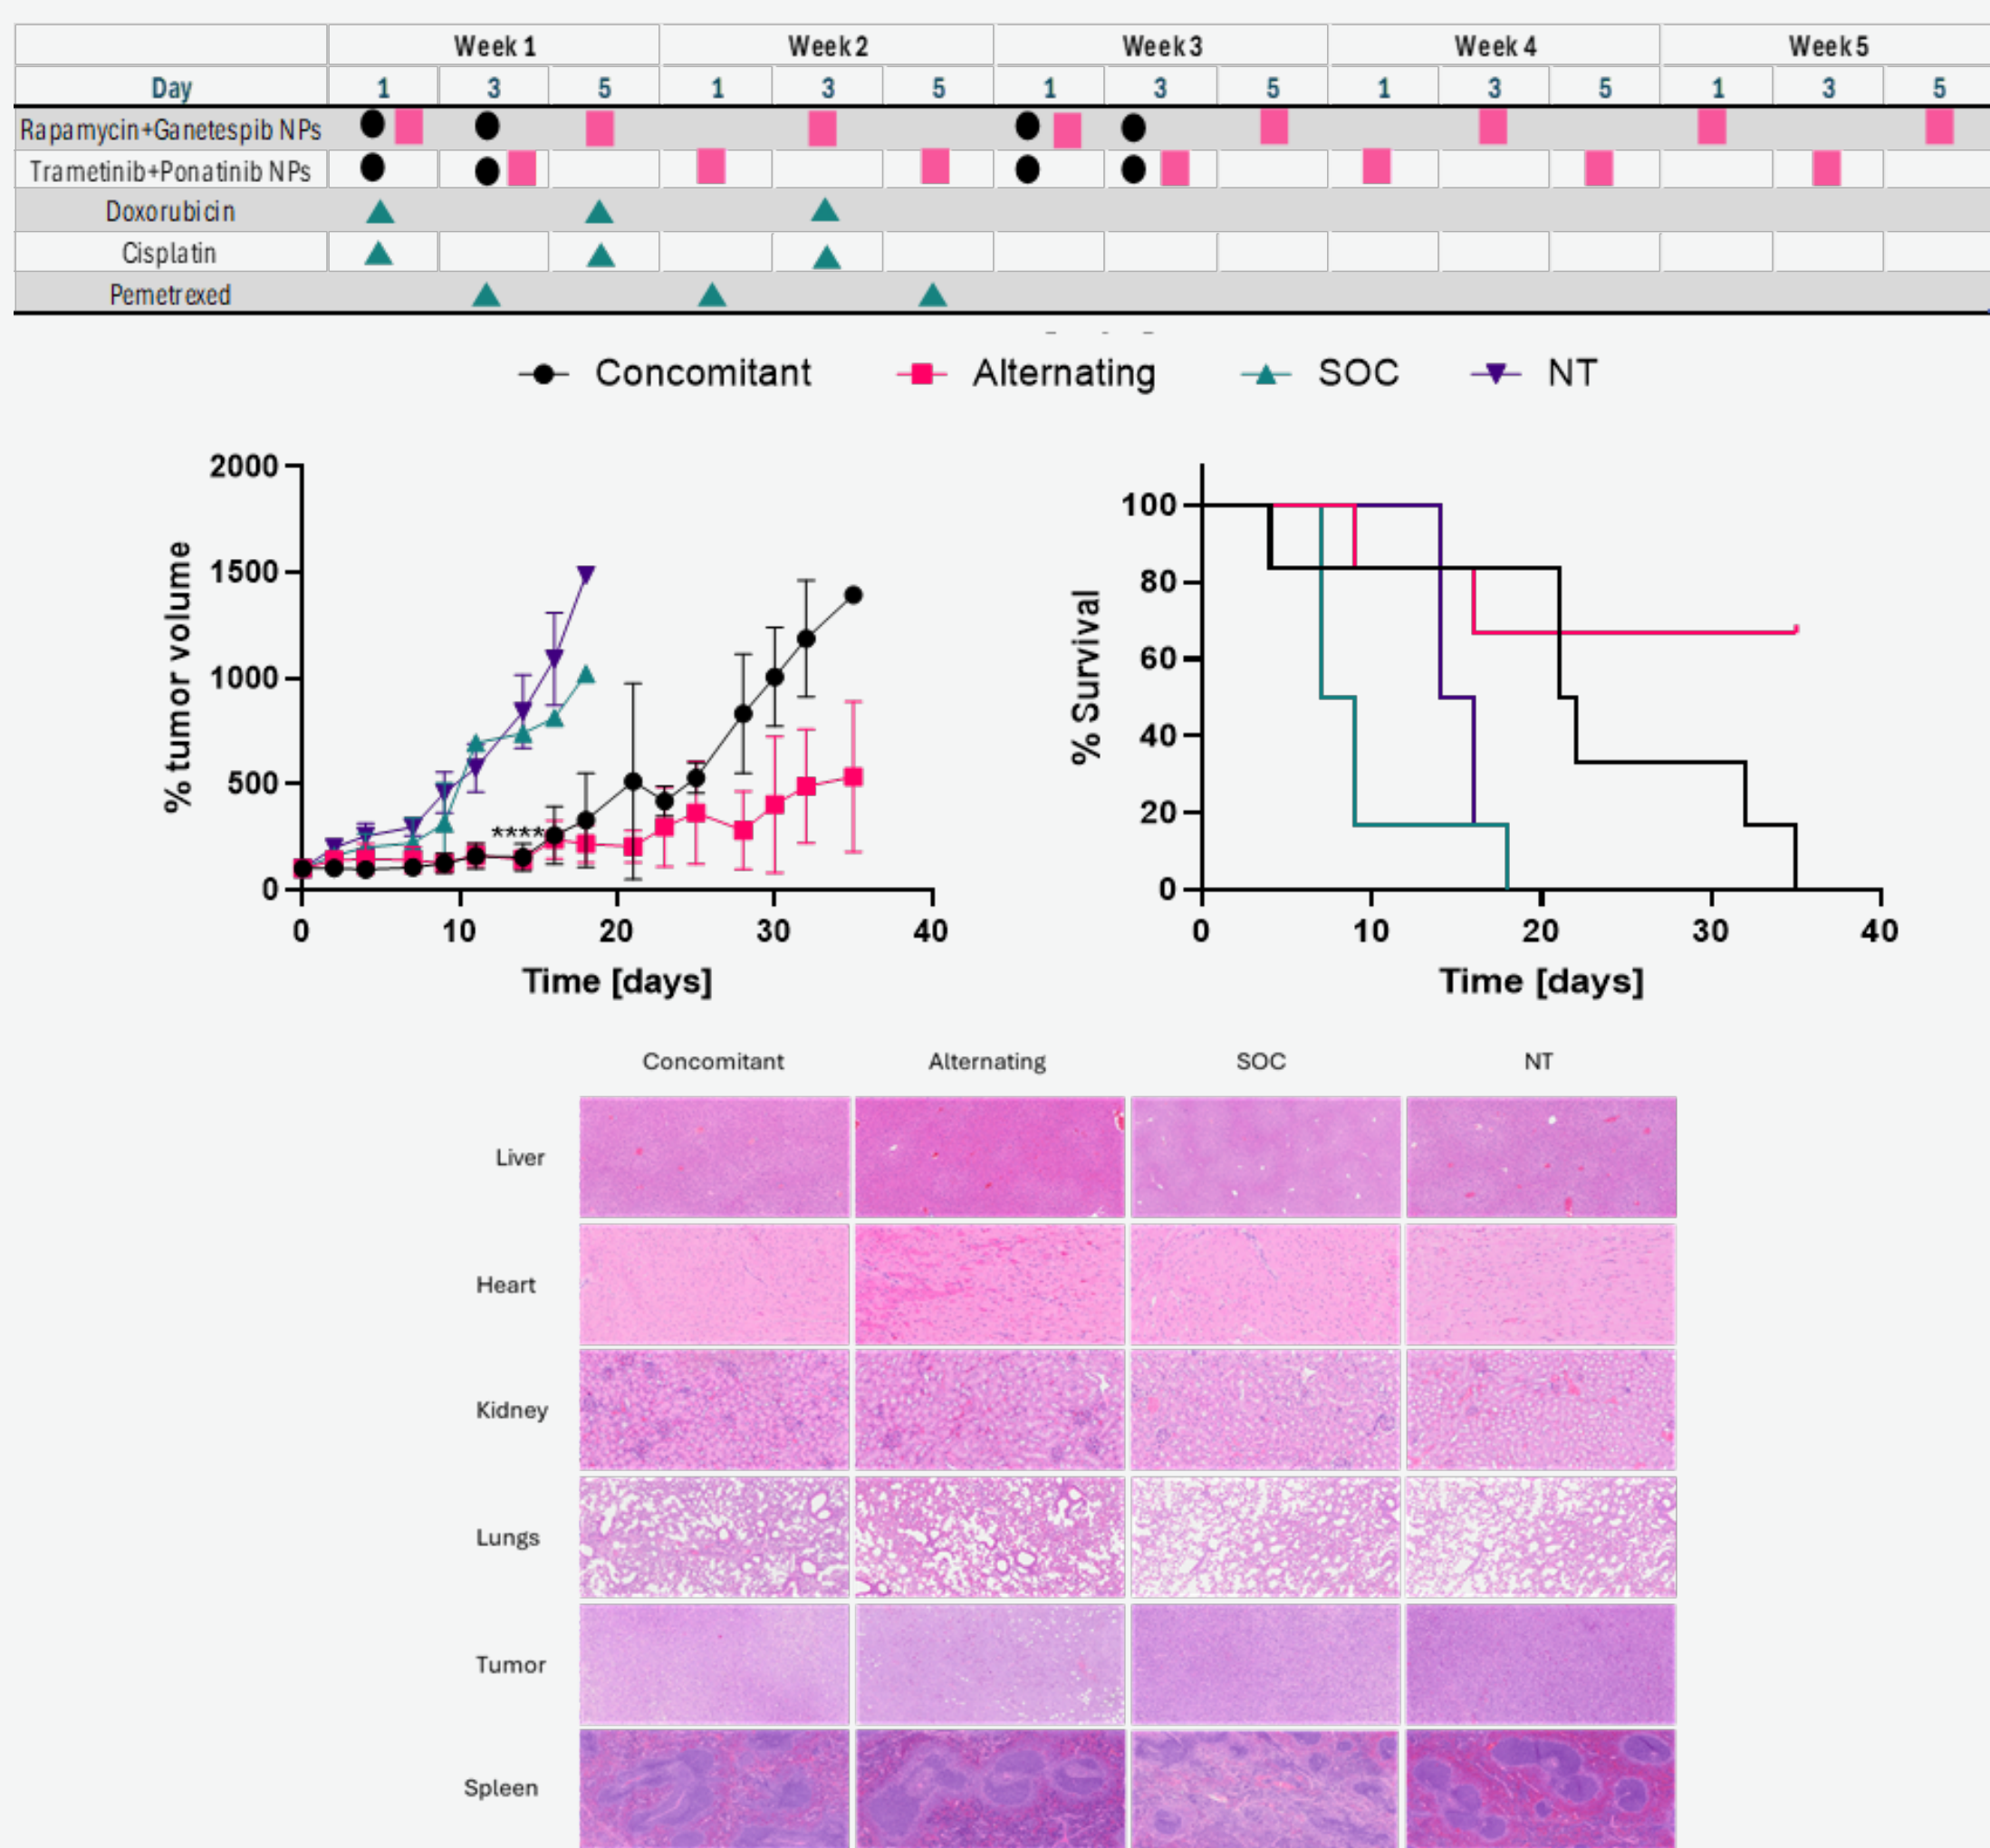 Week 1 Week 2 Week 3 Week 4 Week 5
Day 1 3 5 1 3 5 1 3 5 1 3 5 1 3 5
Rapamycin+Ganetespib NPs
Trametinib+Ponatinib NPs
Doxorubicin
Cisplatin
Pemetrexed
Concomitant Alternating SOC NT
2000
1500
1000
500
0
% tumor volume
****
0 10 20 30 40
Time [days]
100
80
60
40
20
0
% Survival
0 10 20 30 40
Time [days]
Concomitant Alternating SOC NT
Liver
Heart
Kidney
Lungs
Tumor
Spleen